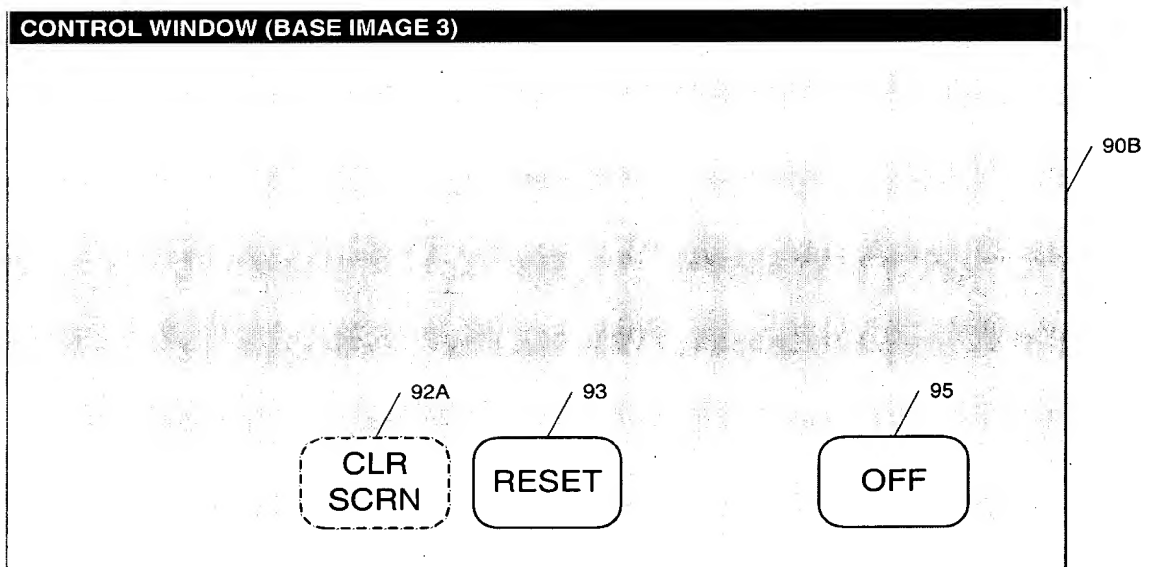 CONTROL WINDOW (BASE IMAGE 3)
90B
92A
93
95
CLR
SCRN
RESET
OFF